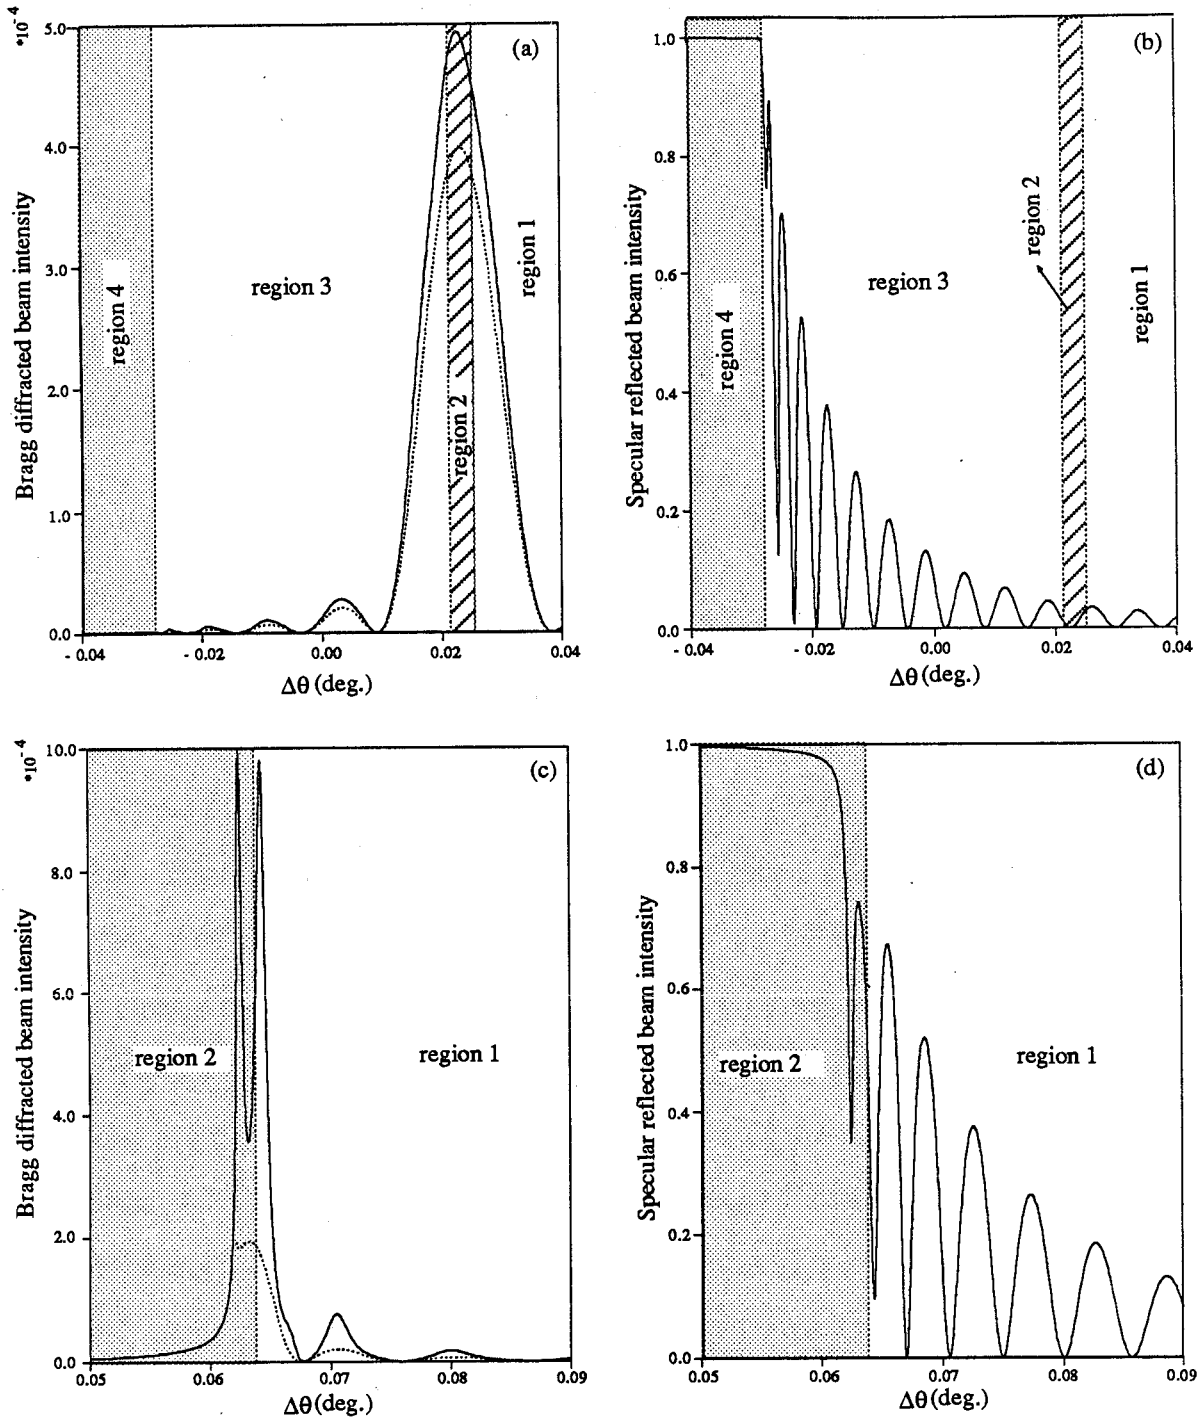 *10⁻⁴
5.0
4.0
3.0
2.0
1.0
0.0
Bragg diffracted beam intensity
(a)
region 4
region 3
region 2
region 1
- 0.04
- 0.02
0.00
0.02
0.04
Δθ (deg.)
1.0
0.8
0.6
0.4
0.2
0.0
Specular reflected beam intensity
(b)
region 4
region 3
region 2
region 1
- 0.04
- 0.02
0.00
0.02
0.04
Δθ (deg.)
*10⁻⁴
10.0
8.0
6.0
4.0
2.0
0.0
Bragg diffracted beam intensity
(c)
region 2
region 1
0.05
0.06
0.07
0.08
0.09
Δθ (deg.)
1.0
0.8
0.6
0.4
0.2
0.0
Specular reflected beam intensity
(d)
region 2
region 1
0.05
0.06
0.07
0.08
0.09
Δθ (deg.)